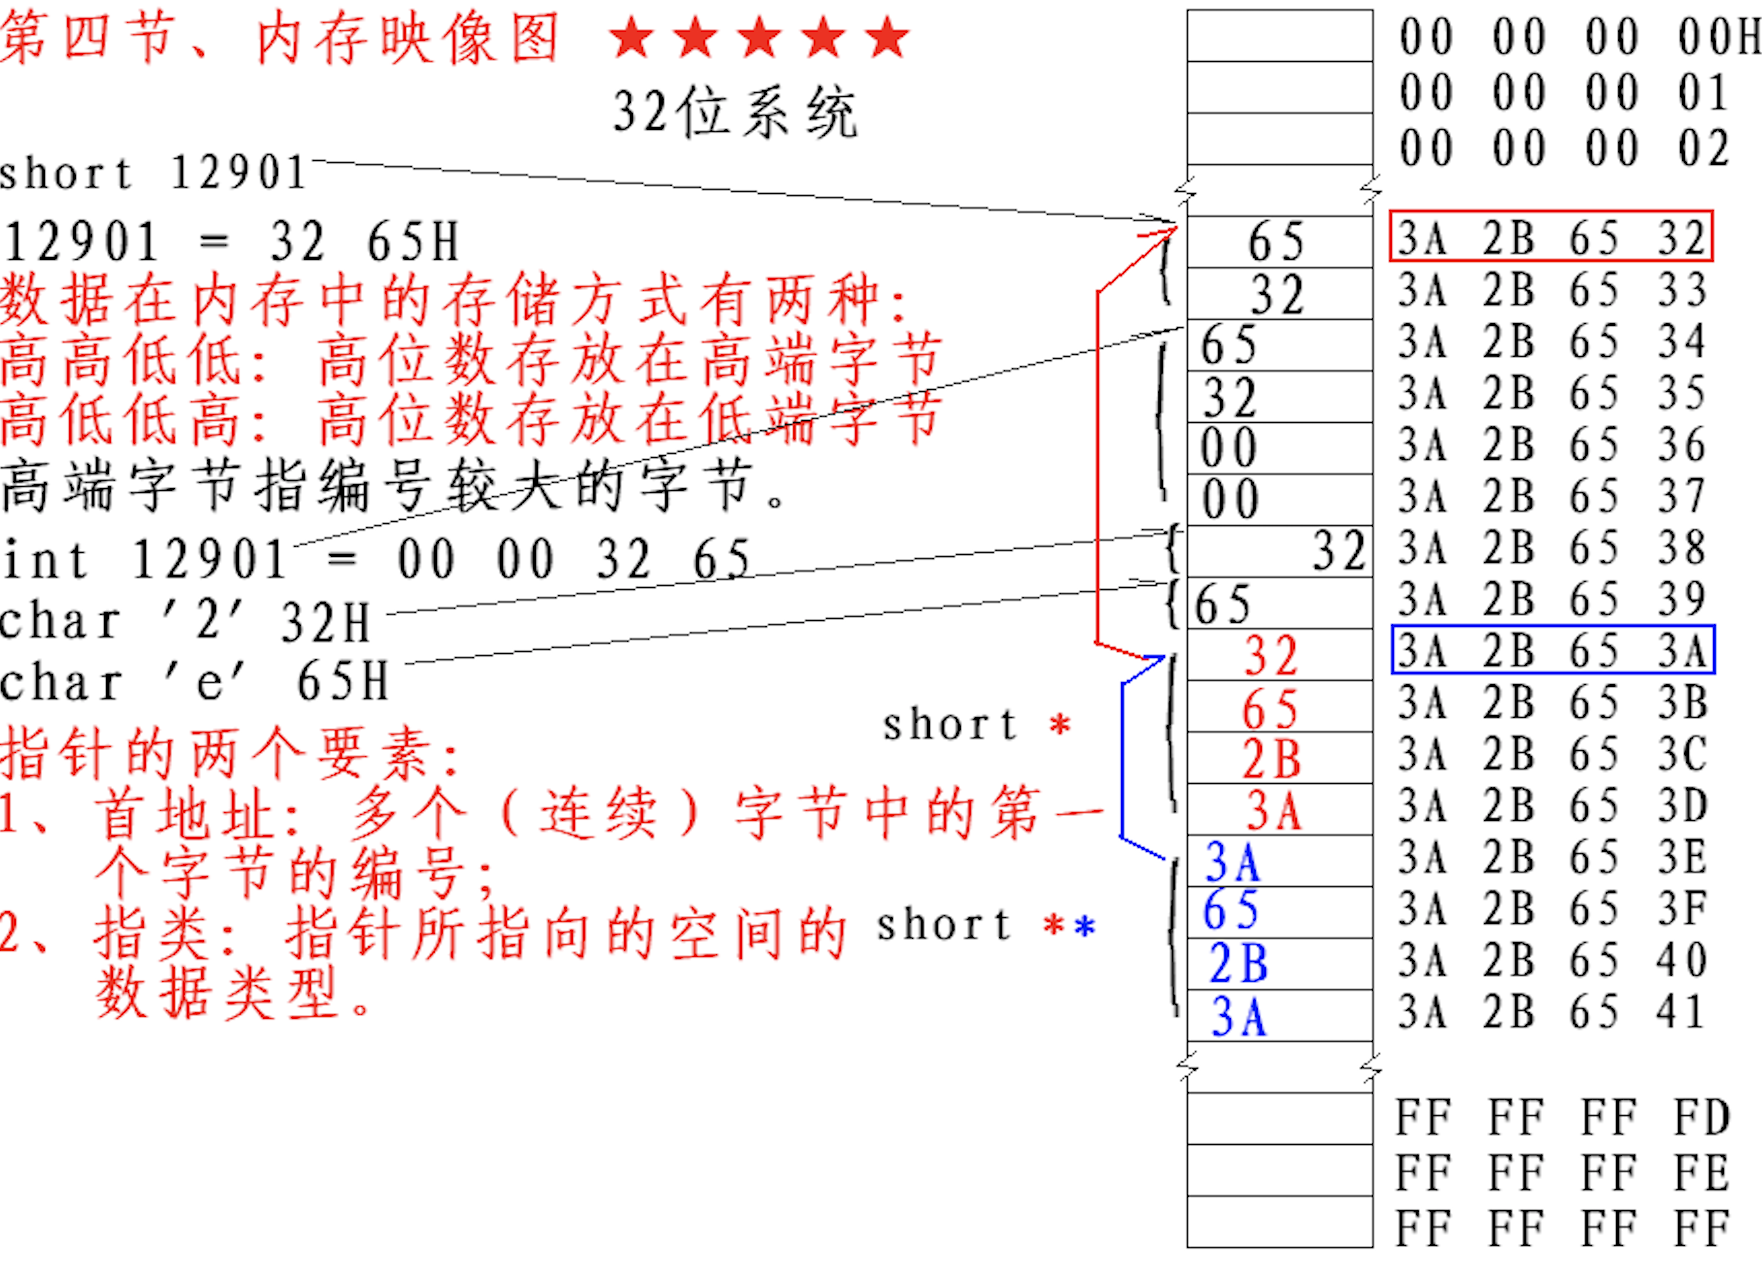 第四节、内存映像图 ★★★★★
32位系统
short 12901
12901 = 32 65H
数据在内存中的存储方式有两种:
高高低低: 高位数存放在高端字节
高低低高: 高位数存放在低端字节
高端字节指编号较大的字节。
int 12901 = 00 00 32 65
char '2' 32H
char 'e' 65H
指针的两个要素:
1、首地址: 多个(连续)字节中的第一
个字节的编号;
2、指类: 指针所指向的空间的
数据类型。
short *
short **
00 00 00 00H
00 00 00 01
00 00 00 02
65 3A 2B 65 32
32 3A 2B 65 33
65 3A 2B 65 34
32 3A 2B 65 35
00 3A 2B 65 36
00 3A 2B 65 37
32 3A 2B 65 38
65 3A 2B 65 39
32 3A 2B 65 3A
65 3A 2B 65 3B
2B 3A 2B 65 3C
3A 3A 2B 65 3D
3A 3A 2B 65 3E
65 3A 2B 65 3F
2B 3A 2B 65 40
3A 3A 2B 65 41
FF FF FF FD
FF FF FF FE
FF FF FF FF